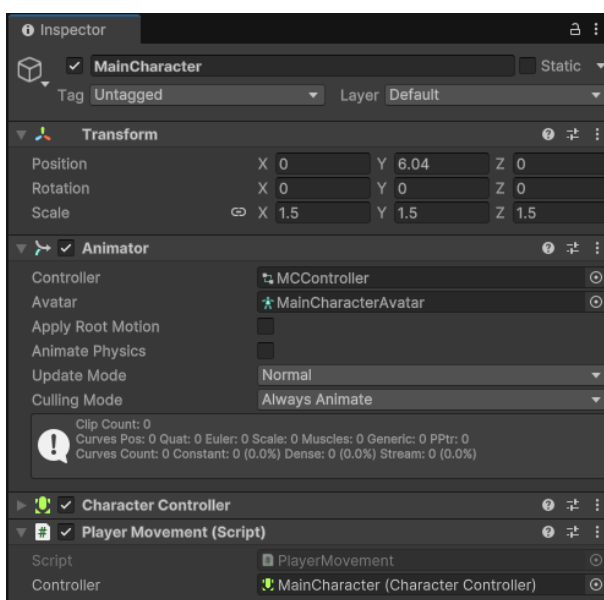 Inspector
MainCharacter Static
Tag Untagged Layer Default
Transform
Position X 0 Y 6.04 Z 0
Rotation X 0 Y 0 Z 0
Scale X 1.5 Y 1.5 Z 1.5
Animator
Controller MCController
Avatar MainCharacterAvatar
Apply Root Motion
Animate Physics
Update Mode Normal
Culling Mode Always Animate
Clip Count: 0
Curves Pos: 0 Quat: 0 Euler: 0 Scale: 0 Muscles: 0 Generic: 0 PPtr: 0
Curves Count: 0 Constant: 0 (0.0%) Dense: 0 (0.0%) Stream: 0 (0.0%)
Character Controller
# Player Movement (Script)
Script PlayerMovement
Controller MainCharacter (Character Controller)